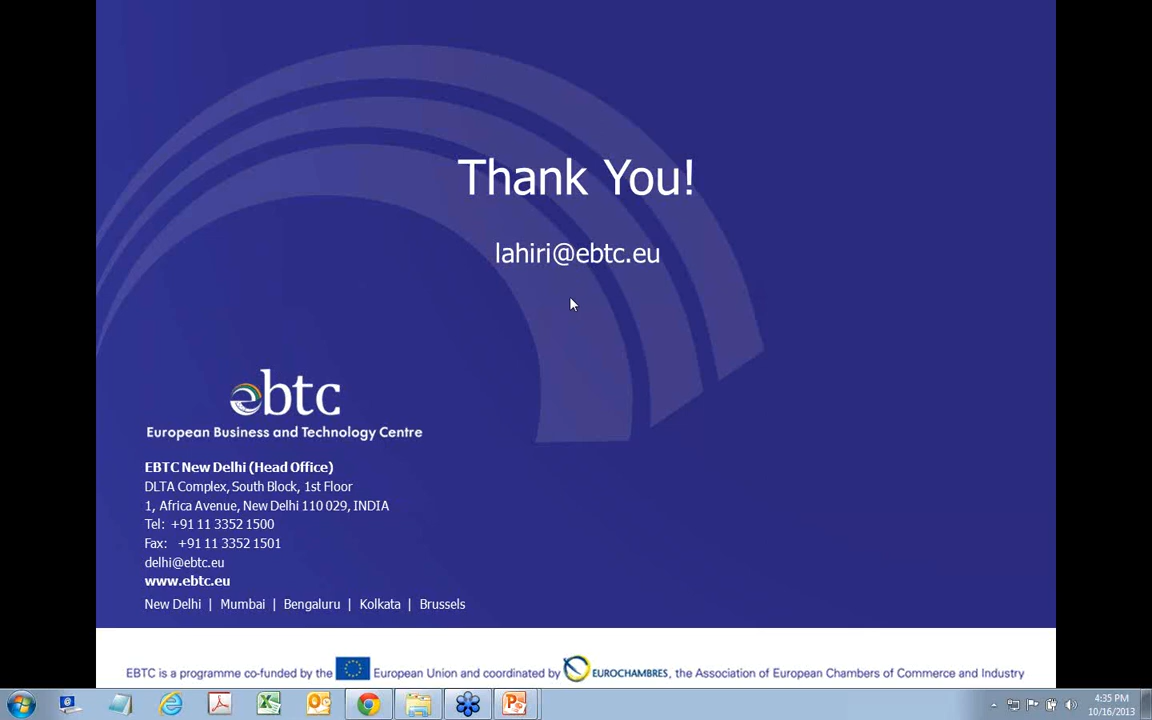 Thank You!
lahiri@ebtc.eu
ebtc
European Business and Technology Centre
EBTC New Delhi (Head Office)
DLTA Complex, South Block, 1st Floor
1, Africa Avenue, New Delhi 110 029, INDIA
Tel: +91 11 3352 1500
Fax: +91 11 3352 1501
delhi@ebtc.eu
www.ebtc.eu
New Delhi | Mumbai | Bengaluru | Kolkata | Brussels
EBTC is a programme co-funded by the European Union and coordinated by EUROCHAMBRES, the Association of European Chambers of Commerce and Industry
4:35 PM
10/16/2013